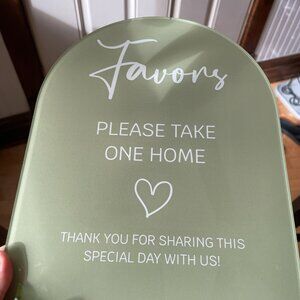 Favors
PLEASE TAKE
ONE HOME
THANK YOU FOR SHARING THIS
SPECIAL DAY WITH US!